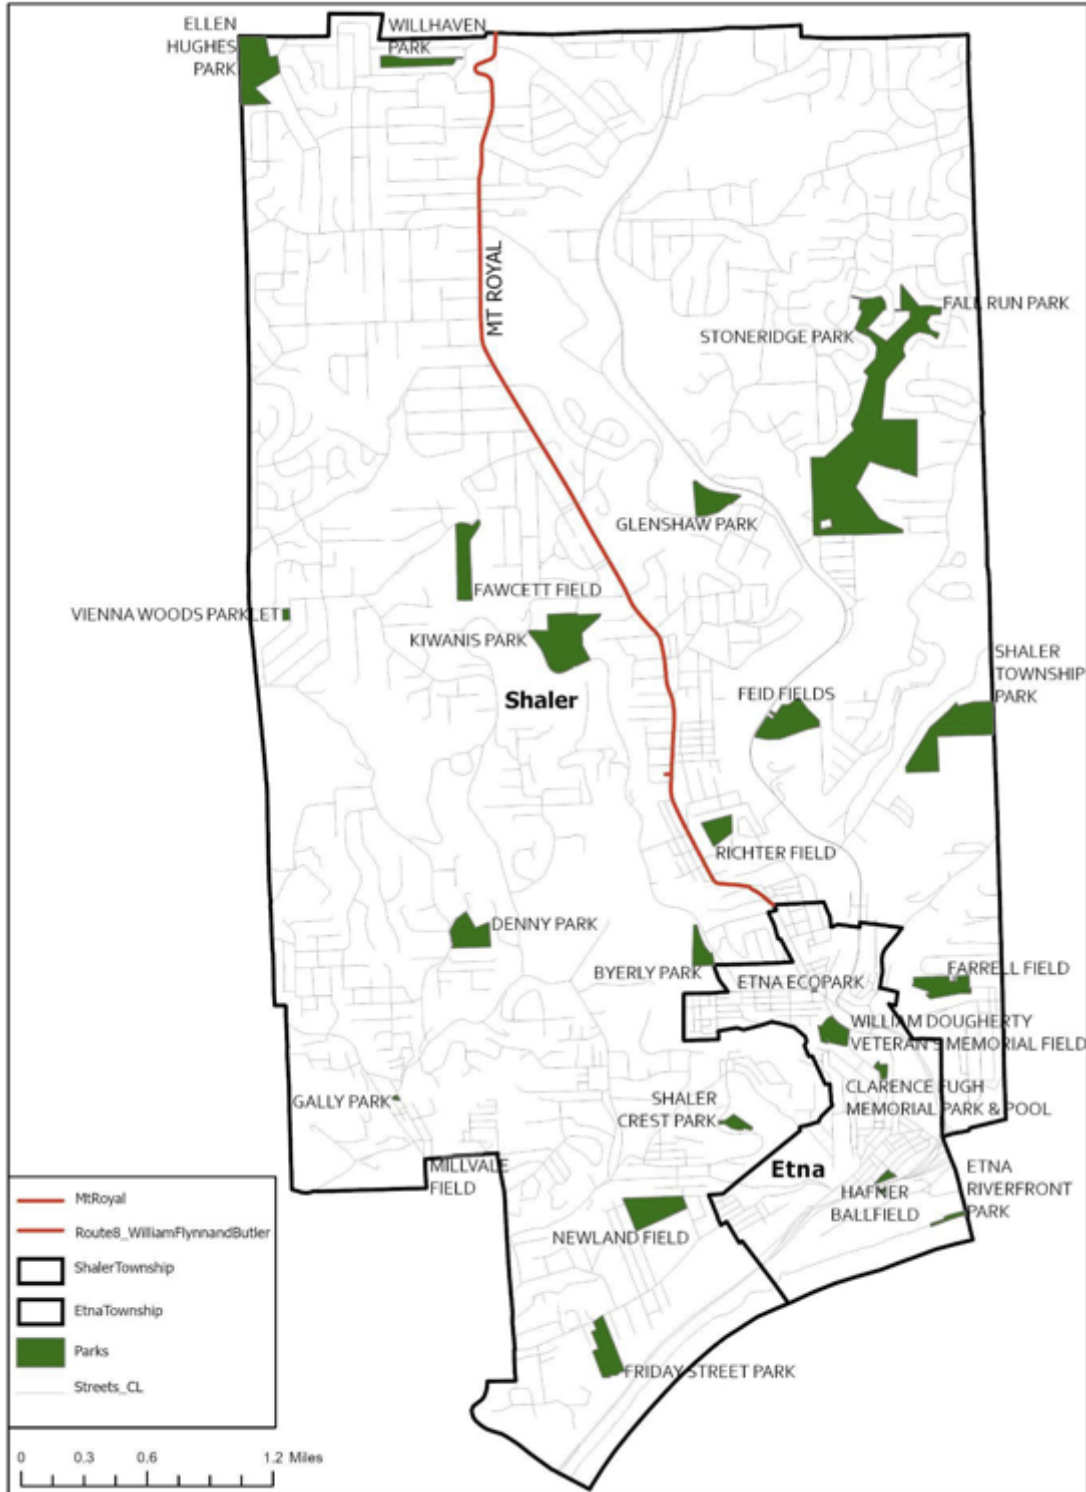 ELLEN
HUGHES
PARK
WILLHAVEN
PARK
MT ROYAL
FALL RUN PARK
STONERIDGE PARK
GLENSHAW PARK
FAWCETT FIELD
VIENNA WOODS PARKLET
KIWANIS PARK
SHALER
TOWNSHIP
PARK
Shaler
FEID FIELDS
RICHTER FIELD
DENNY PARK
BYERLY PARK
ETNA ECOPARK
FARRELL FIELD
WILLIAM DOUGHERTY
VETERAN'S MEMORIAL FIELD
CLARENCE FUGH
MEMORIAL PARK & POOL
GALLY PARK
SHALER
CREST PARK
MILLVALE
FIELD
Etna
HAFNER
BALLFIELD
ETNA
RIVERFRONT
PARK
NEWLAND FIELD
FRIDAY STREET PARK
MtRoyal
Route8_WilliamFlynnandButler
ShalerTownship
EtnaTownship
Parks
Streets_CL
0 0.3 0.6 1.2 Miles